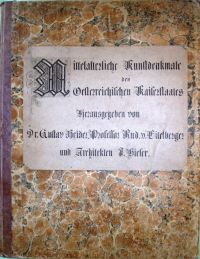 Mittelalterliche Kunstdenkmale
des
Oesterreichischen Kaiserstaates
Herausgegeben von
Dr. Gustav Heider, Professor Rud. v. Eitelberger
und Architekten J. Hieser.